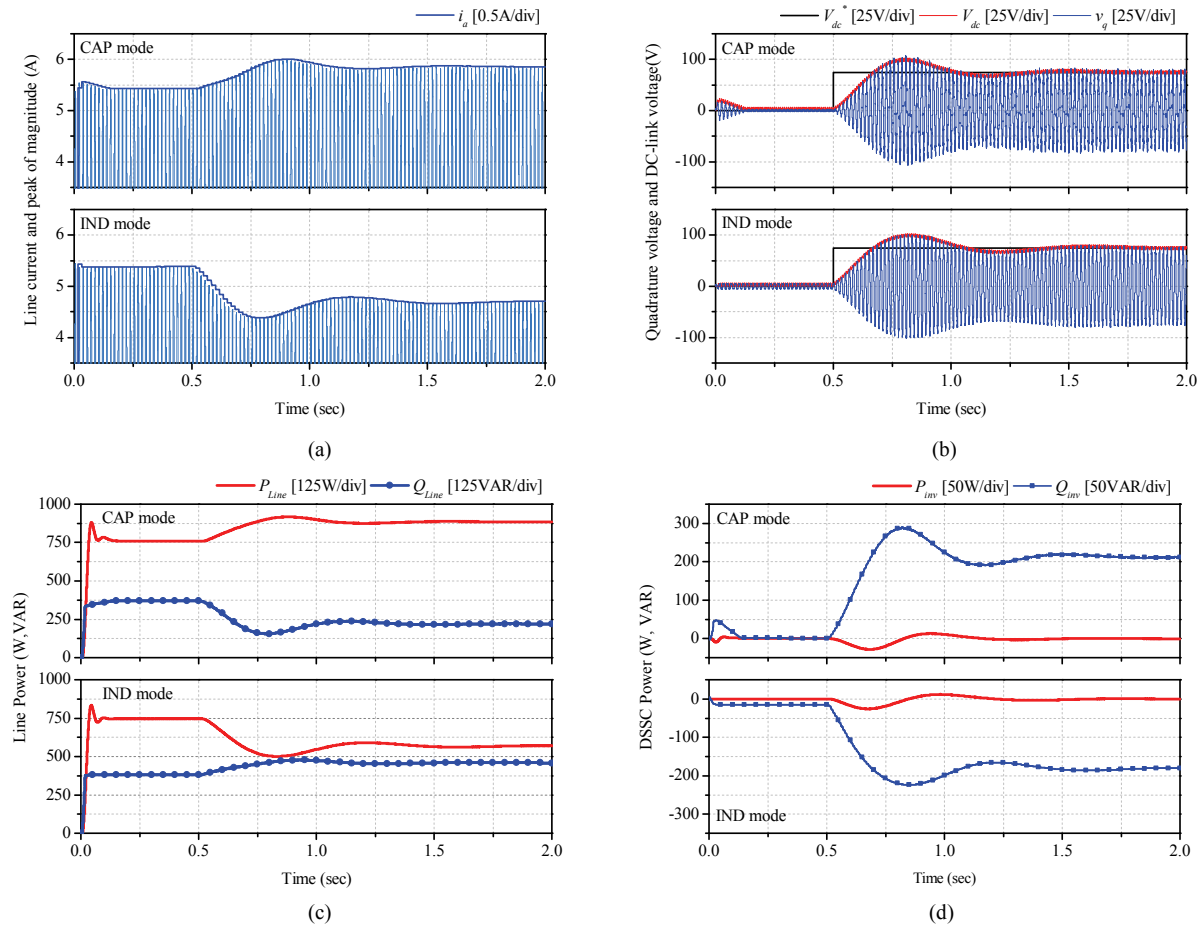 i_a [0.5A/div]
CAP mode
6
5
4
IND mode
6
5
4
Line current and peak of magnitude (A)
0.0 0.5 1.0 1.5 2.0
Time (sec)
(a)
V_dc* [25V/div] V_dc [25V/div] v_q [25V/div]
CAP mode
100
0
-100
IND mode
100
0
-100
Quadrature voltage and DC-link voltage(V)
0.0 0.5 1.0 1.5 2.0
Time (sec)
(b)
P_Line [125W/div] Q_Line [125VAR/div]
1000
CAP mode
750
500
250
0
1000
IND mode
750
500
250
0
Line Power (W,VAR)
0.0 0.5 1.0 1.5 2.0
Time (sec)
(c)
P_inv [50W/div] Q_inv [50VAR/div]
CAP mode
300
200
100
0
0
-100
-200
-300
IND mode
DSSC Power (W, VAR)
0.0 0.5 1.0 1.5 2.0
Time (sec)
(d)